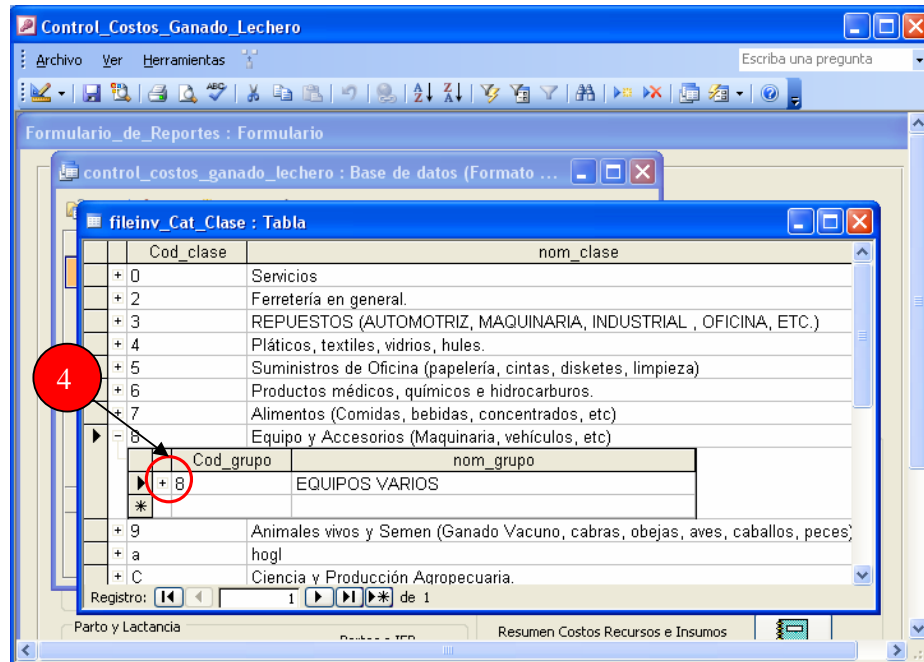 Control_Costos_Ganado_Lechero
Archivo Ver Herramientas Escriba una pregunta
Formulario_de_Reportes : Formulario
control_costos_ganado_lechero : Base de datos (Formato ...
fileinv_Cat_Clase : Tabla
Cod_clase nom_clase
+ 0 Servicios
+ 2 Ferretería en general.
+ 3 REPUESTOS (AUTOMOTRIZ, MAQUINARIA, INDUSTRIAL , OFICINA, ETC.)
+ 4 Pláticos, textiles, vidrios, hules.
+ 5 Suministros de Oficina (papelería, cintas, disketes, limpieza)
4
+ 6 Productos médicos, químicos e hidrocarburos.
+ 7 Alimentos (Comidas, bebidas, concentrados, etc)
- 8 Equipo y Accesorios (Maquinaria, vehículos, etc)
Cod_grupo nom_grupo
+ 8 EQUIPOS VARIOS
+ 9 Animales vivos y Semen (Ganado Vacuno, cabras, obejas, aves, caballos, peces)
+ a hogl
+ C Ciencia y Producción Agropecuaria.
Registro: 1 de 1
Parto y Lactancia Resumen Costos Recursos e Insumos